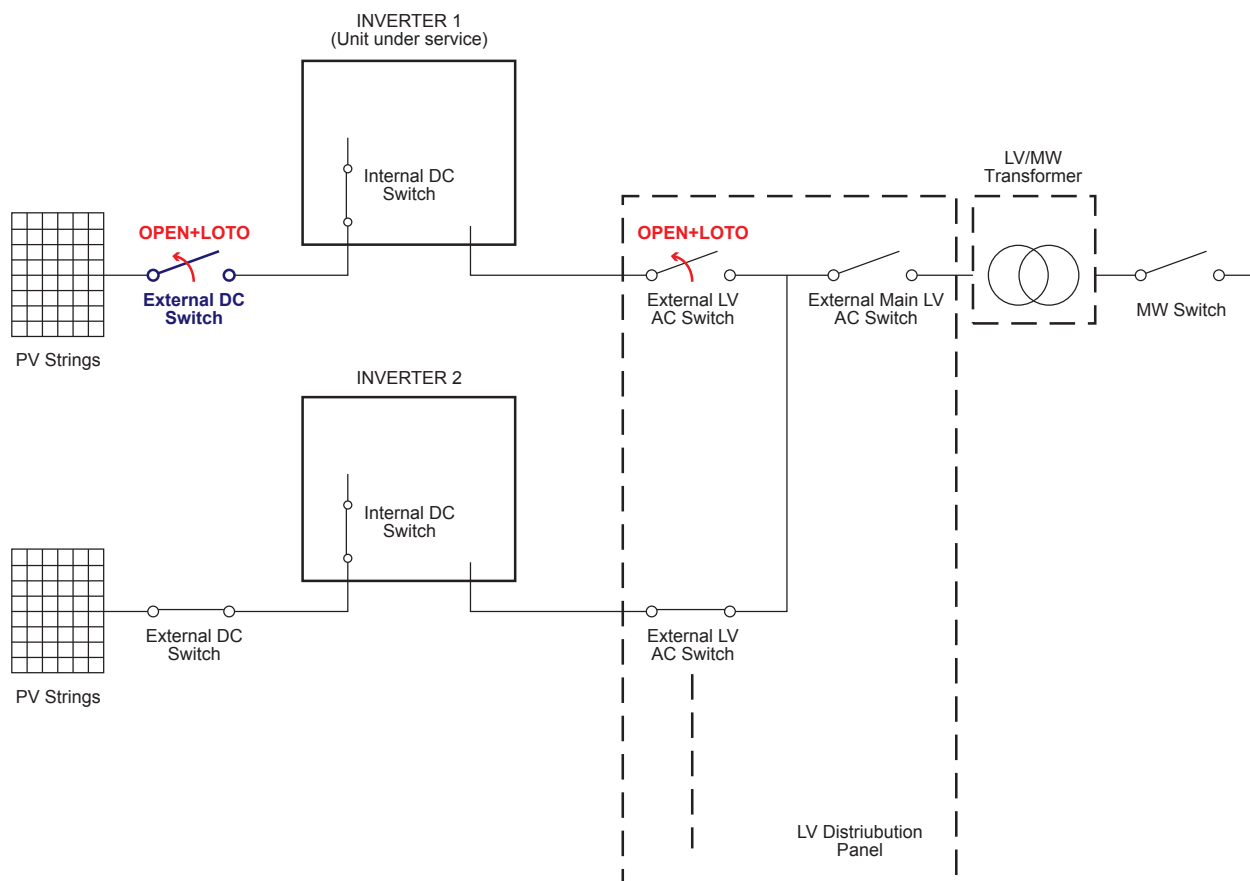 INVERTER 1
(Unit under service)
Internal DC
Switch
LV/MW
Transformer
OPEN+LOTO
OPEN+LOTO
External DC
Switch
External LV
AC Switch
External Main LV
AC Switch
MW Switch
PV Strings
INVERTER 2
Internal DC
Switch
External DC
Switch
External LV
AC Switch
PV Strings
LV Distriubution
Panel